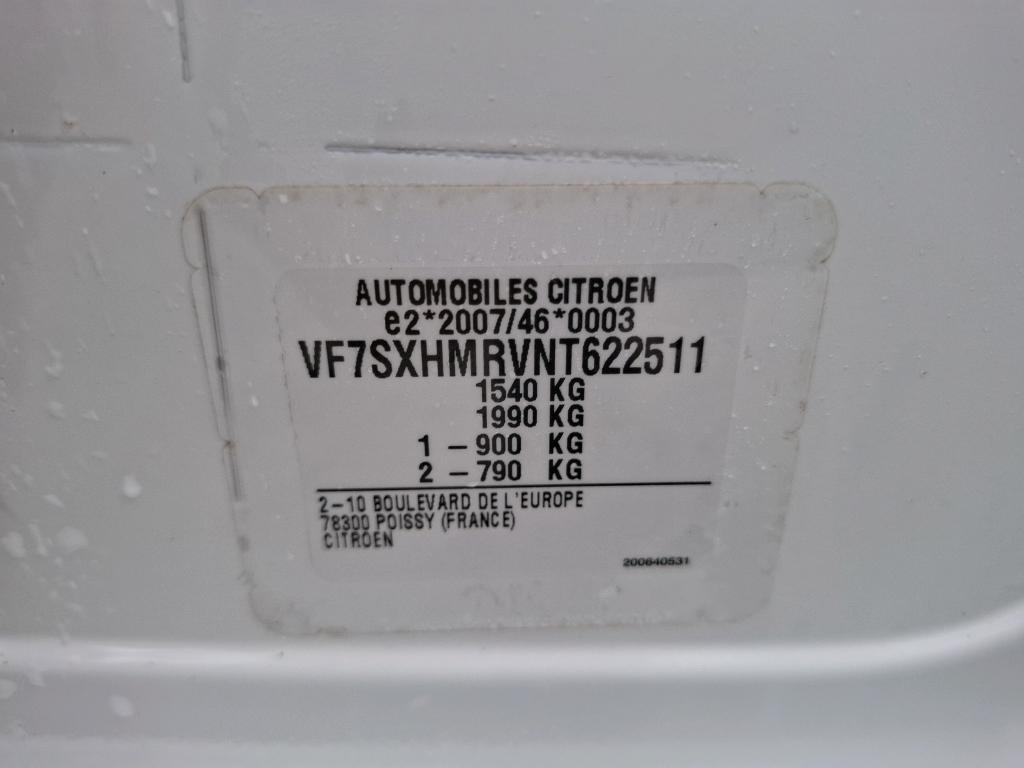 AUTOMOBILES CITROEN
e2*2007/46*0003
VF7SXHMRVNT622511
1540 KG
1990 KG
1 – 900 KG
2 – 790 KG
2–10 BOULEVARD DE L'EUROPE
78300 POISSY (FRANCE)
CITROEN
200640531